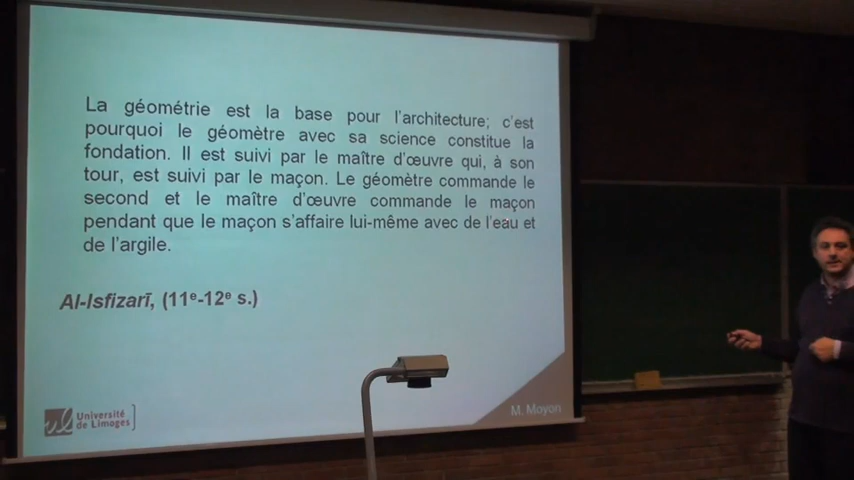 La géométrie est la base pour l'architecture; c'est
pourquoi le géomètre avec sa science constitue la
fondation. Il est suivi par le maître d'œuvre qui, à son
tour, est suivi par le maçon. Le géomètre commande le
second et le maître d'œuvre commande le maçon
pendant que le maçon s'affaire lui-même avec de l'eau et
de l'argile.
Al-Isfizarī, (11e-12e s.)
Université
de Limoges
M. Moyon